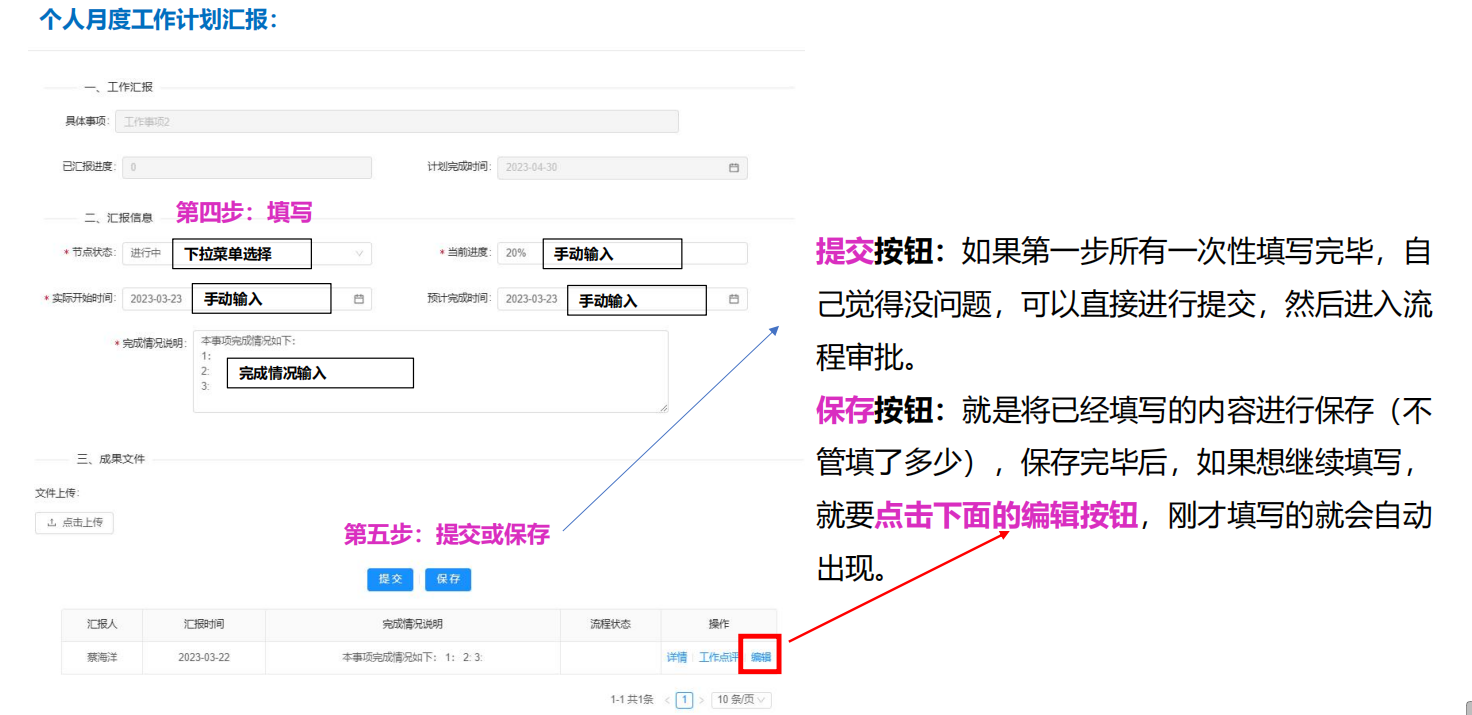 个人月度工作计划汇报：
一、工作汇报
具体事项: 工作事项2
已汇报进度: 0 计划完成时间: 2023-04-30
二、汇报信息 第四步：填写
* 节点状态: 进行中 下拉菜单选择 * 当前进度: 20% 手动输入
* 实际开始时间: 2023-03-23 手动输入 预计完成时间: 2023-03-23 手动输入
* 完成情况说明: 本事项完成情况如下：
1:
2: 完成情况输入
3:
三、成果文件
文件上传:
点击上传
第五步：提交或保存
提交 保存
汇报人 汇报时间 完成情况说明 流程状态 操作
蔡海洋 2023-03-22 本事项完成情况如下： 1: 2: 3: 详情 工作点评 编辑
1-1 共1条 < 1 > 10 条/页
提交按钮：如果第一步所有一次性填写完毕，自
己觉得没问题，可以直接进行提交，然后进入流
程审批。
保存按钮：就是将已经填写的内容进行保存（不
管填了多少），保存完毕后，如果想继续填写，
就要点击下面的编辑按钮，刚才填写的就会自动
出现。